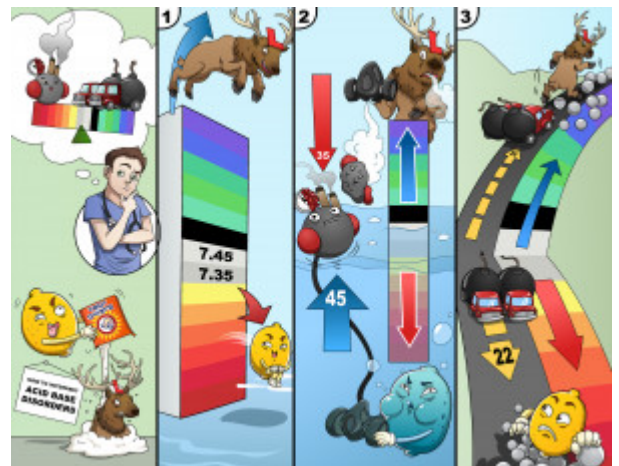 HOW TO INTERPRET
ACID BASE
DISORDERS
1
7.45
7.35
2
35
45
3
22